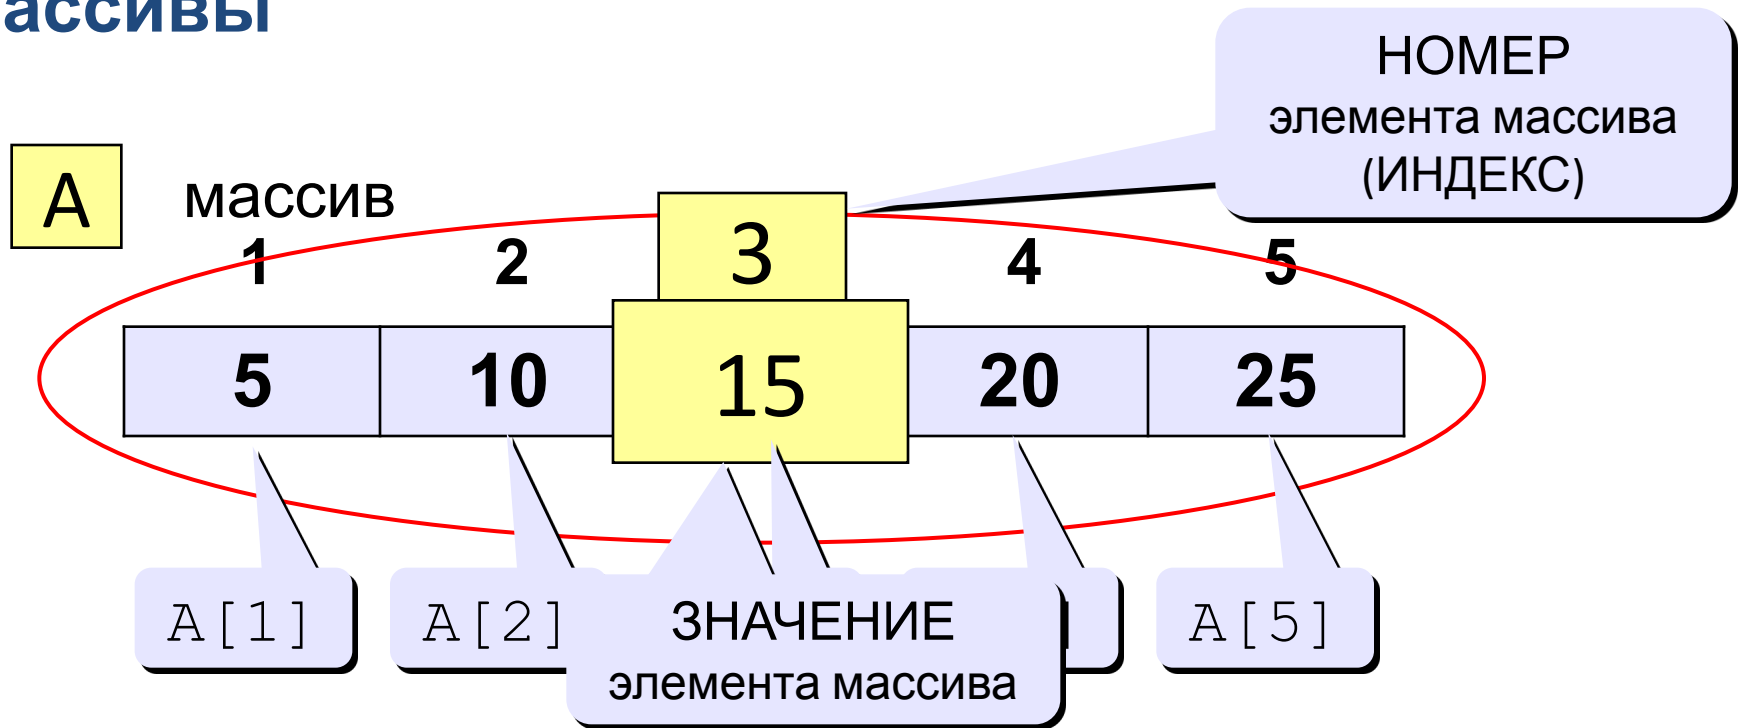 ассивы
НОМЕР
элемента массива
(ИНДЕКС)
A
массив
1 2 3 4 5
5 10 15 20 25
A[1] A[2] A[5]
ЗНАЧЕНИЕ
элемента массива